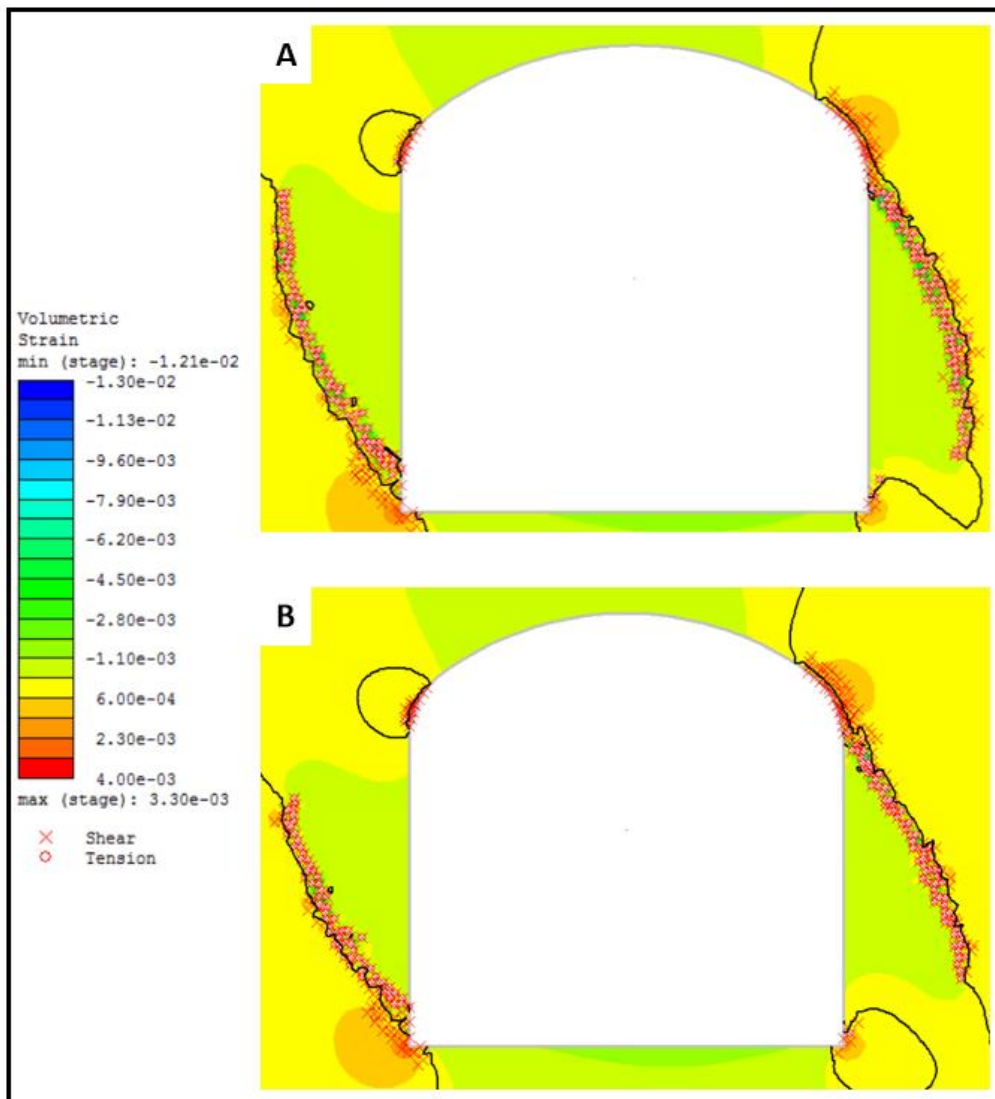 A
Volumetric
Strain
min (stage): -1.21e-02
-1.30e-02
-1.13e-02
-9.60e-03
-7.90e-03
-6.20e-03
-4.50e-03
-2.80e-03
-1.10e-03
6.00e-04
2.30e-03
4.00e-03
max (stage): 3.30e-03
Shear
Tension
B